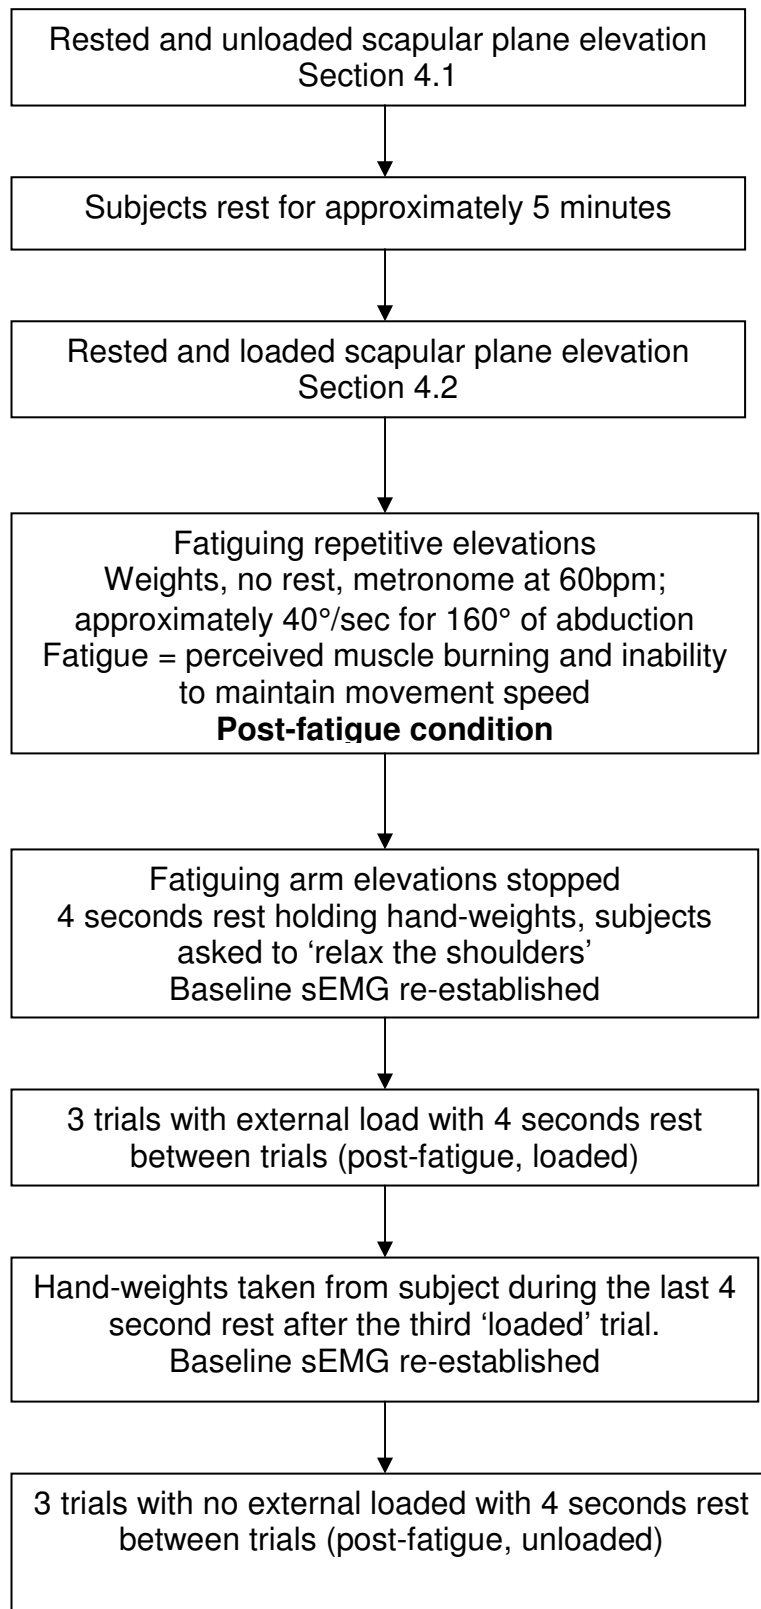 Rested and unloaded scapular plane elevation
Section 4.1
Subjects rest for approximately 5 minutes
Rested and loaded scapular plane elevation
Section 4.2
Fatiguing repetitive elevations
Weights, no rest, metronome at 60bpm;
approximately 40°/sec for 160° of abduction
Fatigue = perceived muscle burning and inability
to maintain movement speed
Post-fatigue condition
Fatiguing arm elevations stopped
4 seconds rest holding hand-weights, subjects
asked to ‘relax the shoulders’
Baseline sEMG re-established
3 trials with external load with 4 seconds rest
between trials (post-fatigue, loaded)
Hand-weights taken from subject during the last 4
second rest after the third ‘loaded’ trial.
Baseline sEMG re-established
3 trials with no external loaded with 4 seconds rest
between trials (post-fatigue, unloaded)